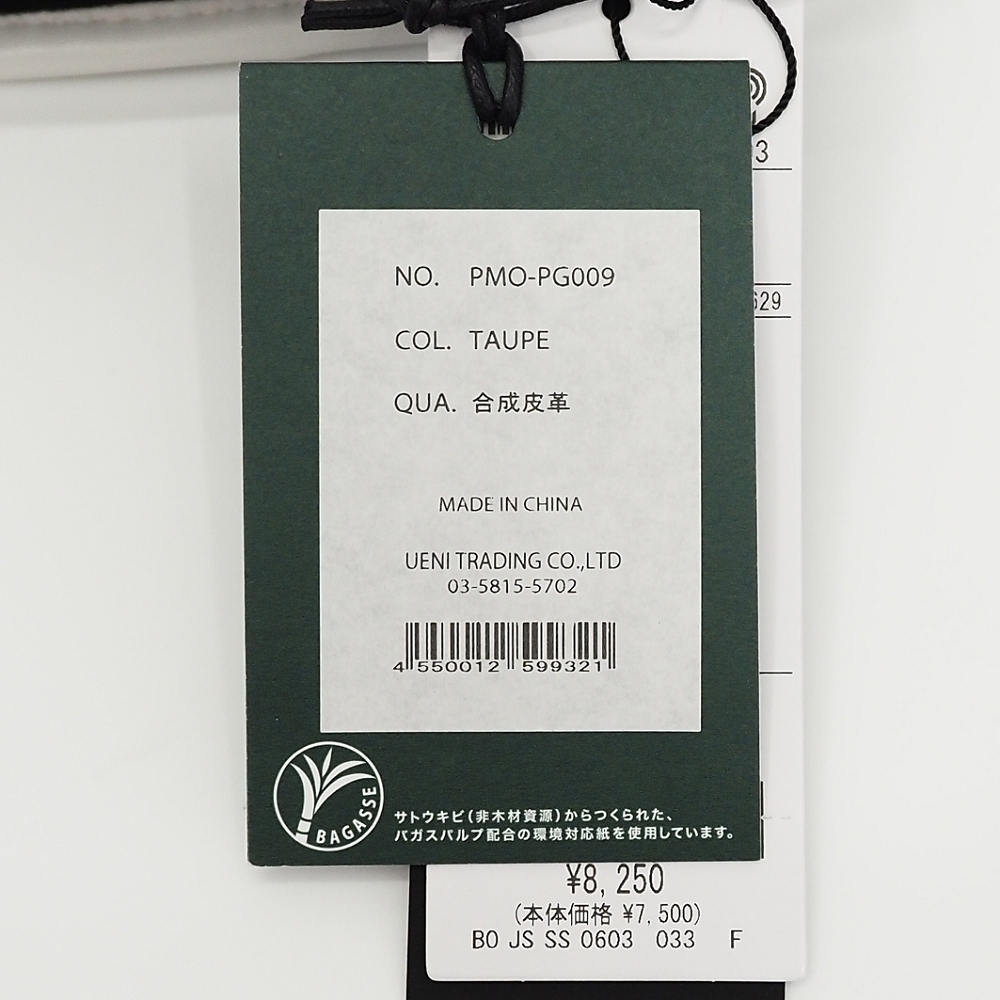 NO. PMO-PG009
COL. TAUPE
QUA. 合成皮革
MADE IN CHINA
UENI TRADING CO.,LTD
03-5815-5702
4 550012 599321
BAGASSE
サトウキビ(非木材資源)からつくられた、
バガスパルプ配合の環境対応紙を使用しています。
¥8,250
(本体価格 ¥7,500)
BO JS SS 0603 033 F